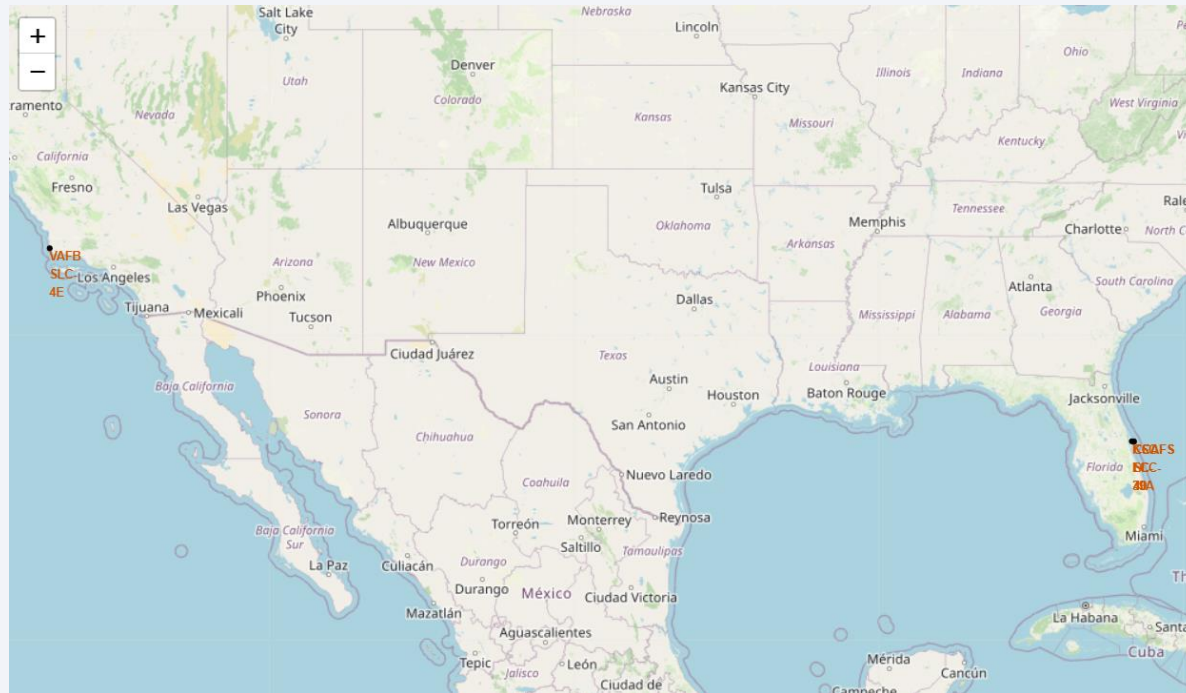 +
−
Salt Lake
City
Nebraska
Lincoln
Ohio
Denver
Utah
Illinois
Indiana
Kansas City
Colorado
ramento
Nevada
Kansas
Missouri
West Virginia
California
Kentucky
Fresno
Las Vegas
Tulsa
Albuquerque
Oklahoma
Memphis
Tennessee
Charlotte
North C
Arkansas
VAFB
SLC-
4E
Los Angeles
Arizona
New Mexico
Phoenix
Atlanta
South Carolina
Tijuana
Mexicali
Tucson
Dallas
Mississippi
Alabama
Georgia
Ciudad Juárez
Texas
Louisiana
Baja California
Austin
Houston
Baton Rouge
Jacksonville
Sonora
San Antonio
Chihuahua
Florida
Nuevo Laredo
Coahuila
Reynosa
Torreón
Monterrey
Miami
Baja California
Sur
Saltillo
Tamaulipas
La Paz
Culiacán
Durango
Durango
México
Ciudad Victoria
Mazatlán
La Habana
Santa
Aguascalientes
Cuba
Tepic
León
Mérida
Cancún
Jalisco
Ciudad de
Campeche